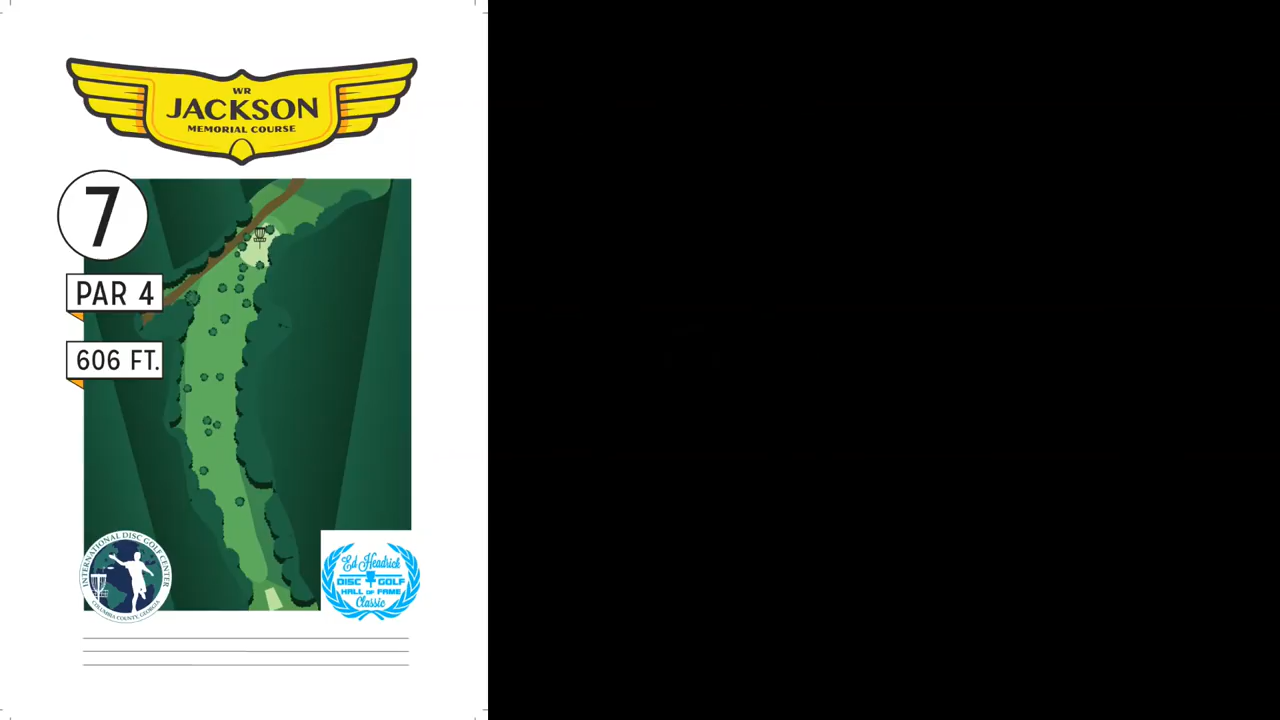 WR
JACKSON
MEMORIAL COURSE
7
PAR 4
606 FT.
INTERNATIONAL DISC GOLF CENTER
COLUMBIA COUNTY, GEORGIA
Ed Headrick
DISC GOLF
HALL OF FAME
Classic